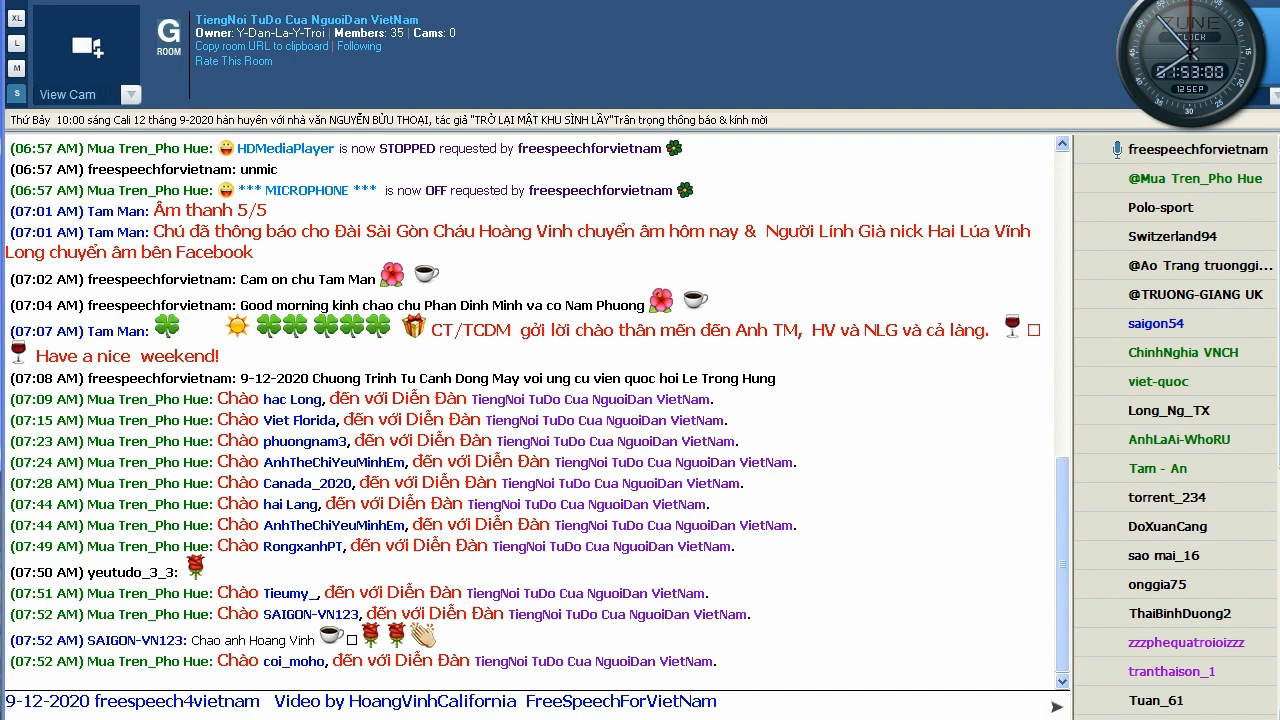 XL
L
M
S
View Cam
G
ROOM
TiengNoi TuDo Cua NguoiDan VietNam
Owner: Y-Dan-La-Y-Troi | Members: 35 | Cams: 0
Copy room URL to clipboard | Following
Rate This Room
ZUNE
CLOCK
07:53:00
12 SEP
Thứ Bảy 10:00 sáng Cali 12 tháng 9-2020 hàn huyên với nhà văn NGUYỄN BỬU THOẠI, tác giả "TRỞ LẠI MẬT KHU SÌNH LẦY"Trân trọng thông báo & kính mời
(06:57 AM) Mua Tren_Pho Hue: HDMediaPlayer is now STOPPED requested by freespeechforvietnam
(06:57 AM) freespeechforvietnam: unmic
(06:57 AM) Mua Tren_Pho Hue: *** MICROPHONE *** is now OFF requested by freespeechforvietnam
(07:01 AM) Tam Man: Âm thanh 5/5
(07:01 AM) Tam Man: Chú đã thông báo cho Đài Sài Gòn Cháu Hoàng Vinh chuyển âm hôm nay & Người Lính Già nick Hai Lúa Vĩnh
Long chuyển âm bên Facebook
(07:02 AM) freespeechforvietnam: Cam on chu Tam Man
(07:04 AM) freespeechforvietnam: Good morning kinh chao chu Phan Dinh Minh va co Nam Phuong
(07:07 AM) Tam Man: CT/TCDM gởi lời chào thân mến đến Anh TM, HV và NLG và cả làng.
Have a nice weekend!
(07:08 AM) freespeechforvietnam: 9-12-2020 Chuong Trinh Tu Canh Dong May voi ung cu vien quoc hoi Le Trong Hung
(07:09 AM) Mua Tren_Pho Hue: Chào hac Long, đến với Diễn Đàn TiengNoi TuDo Cua NguoiDan VietNam.
(07:15 AM) Mua Tren_Pho Hue: Chào Viet Florida, đến với Diễn Đàn TiengNoi TuDo Cua NguoiDan VietNam.
(07:23 AM) Mua Tren_Pho Hue: Chào phuongnam3, đến với Diễn Đàn TiengNoi TuDo Cua NguoiDan VietNam.
(07:24 AM) Mua Tren_Pho Hue: Chào AnhTheChiYeuMinhEm, đến với Diễn Đàn TiengNoi TuDo Cua NguoiDan VietNam.
(07:28 AM) Mua Tren_Pho Hue: Chào Canada_2020, đến với Diễn Đàn TiengNoi TuDo Cua NguoiDan VietNam.
(07:44 AM) Mua Tren_Pho Hue: Chào hai Lang, đến với Diễn Đàn TiengNoi TuDo Cua NguoiDan VietNam.
(07:44 AM) Mua Tren_Pho Hue: Chào AnhTheChiYeuMinhEm, đến với Diễn Đàn TiengNoi TuDo Cua NguoiDan VietNam.
(07:49 AM) Mua Tren_Pho Hue: Chào RongxanhPT, đến với Diễn Đàn TiengNoi TuDo Cua NguoiDan VietNam.
(07:50 AM) yeutudo_3_3:
(07:51 AM) Mua Tren_Pho Hue: Chào Tieumy_, đến với Diễn Đàn TiengNoi TuDo Cua NguoiDan VietNam.
(07:52 AM) Mua Tren_Pho Hue: Chào SAIGON-VN123, đến với Diễn Đàn TiengNoi TuDo Cua NguoiDan VietNam.
(07:52 AM) SAIGON-VN123: Chao anh Hoang Vinh
(07:52 AM) Mua Tren_Pho Hue: Chào coi_moho, đến với Diễn Đàn TiengNoi TuDo Cua NguoiDan VietNam.
9-12-2020 freespeech4vietnam Video by HoangVinhCalifornia FreeSpeechForVietNam
freespeechforvietnam
@Mua Tren_Pho Hue
Polo-sport
Switzerland94
@Ao Trang truonggi...
@TRUONG-GIANG UK
saigon54
ChinhNghia VNCH
viet-quoc
Long_Ng_TX
AnhLaAi-WhoRU
Tam - An
torrent_234
DoXuanCang
sao mai_16
onggia75
ThaiBinhDuong2
zzzphequatroioizzz
tranthaison_1
Tuan_61